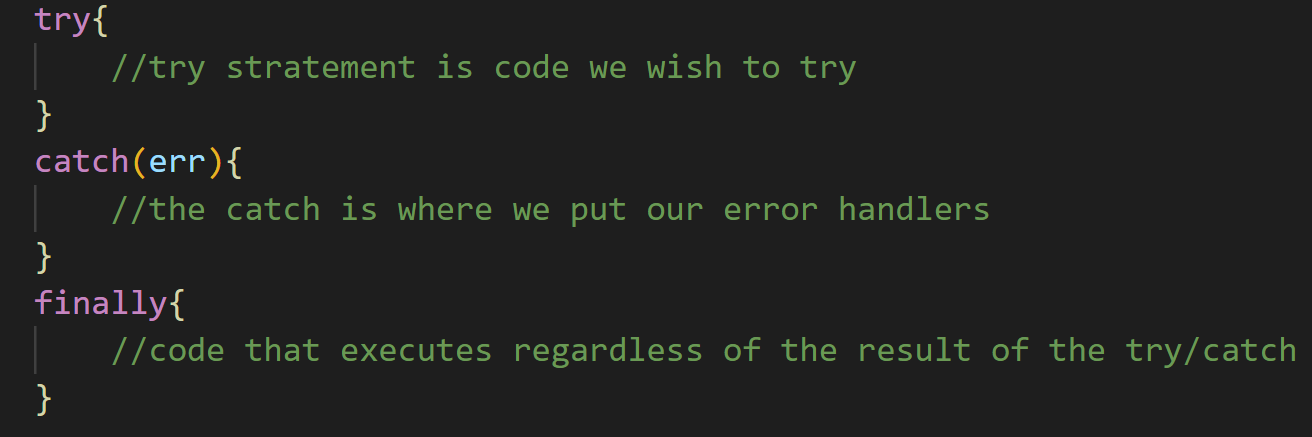 try{
//try stratement is code we wish to try
}
catch(err){
//the catch is where we put our error handlers
}
finally{
//code that executes regardless of the result of the try/catch
}